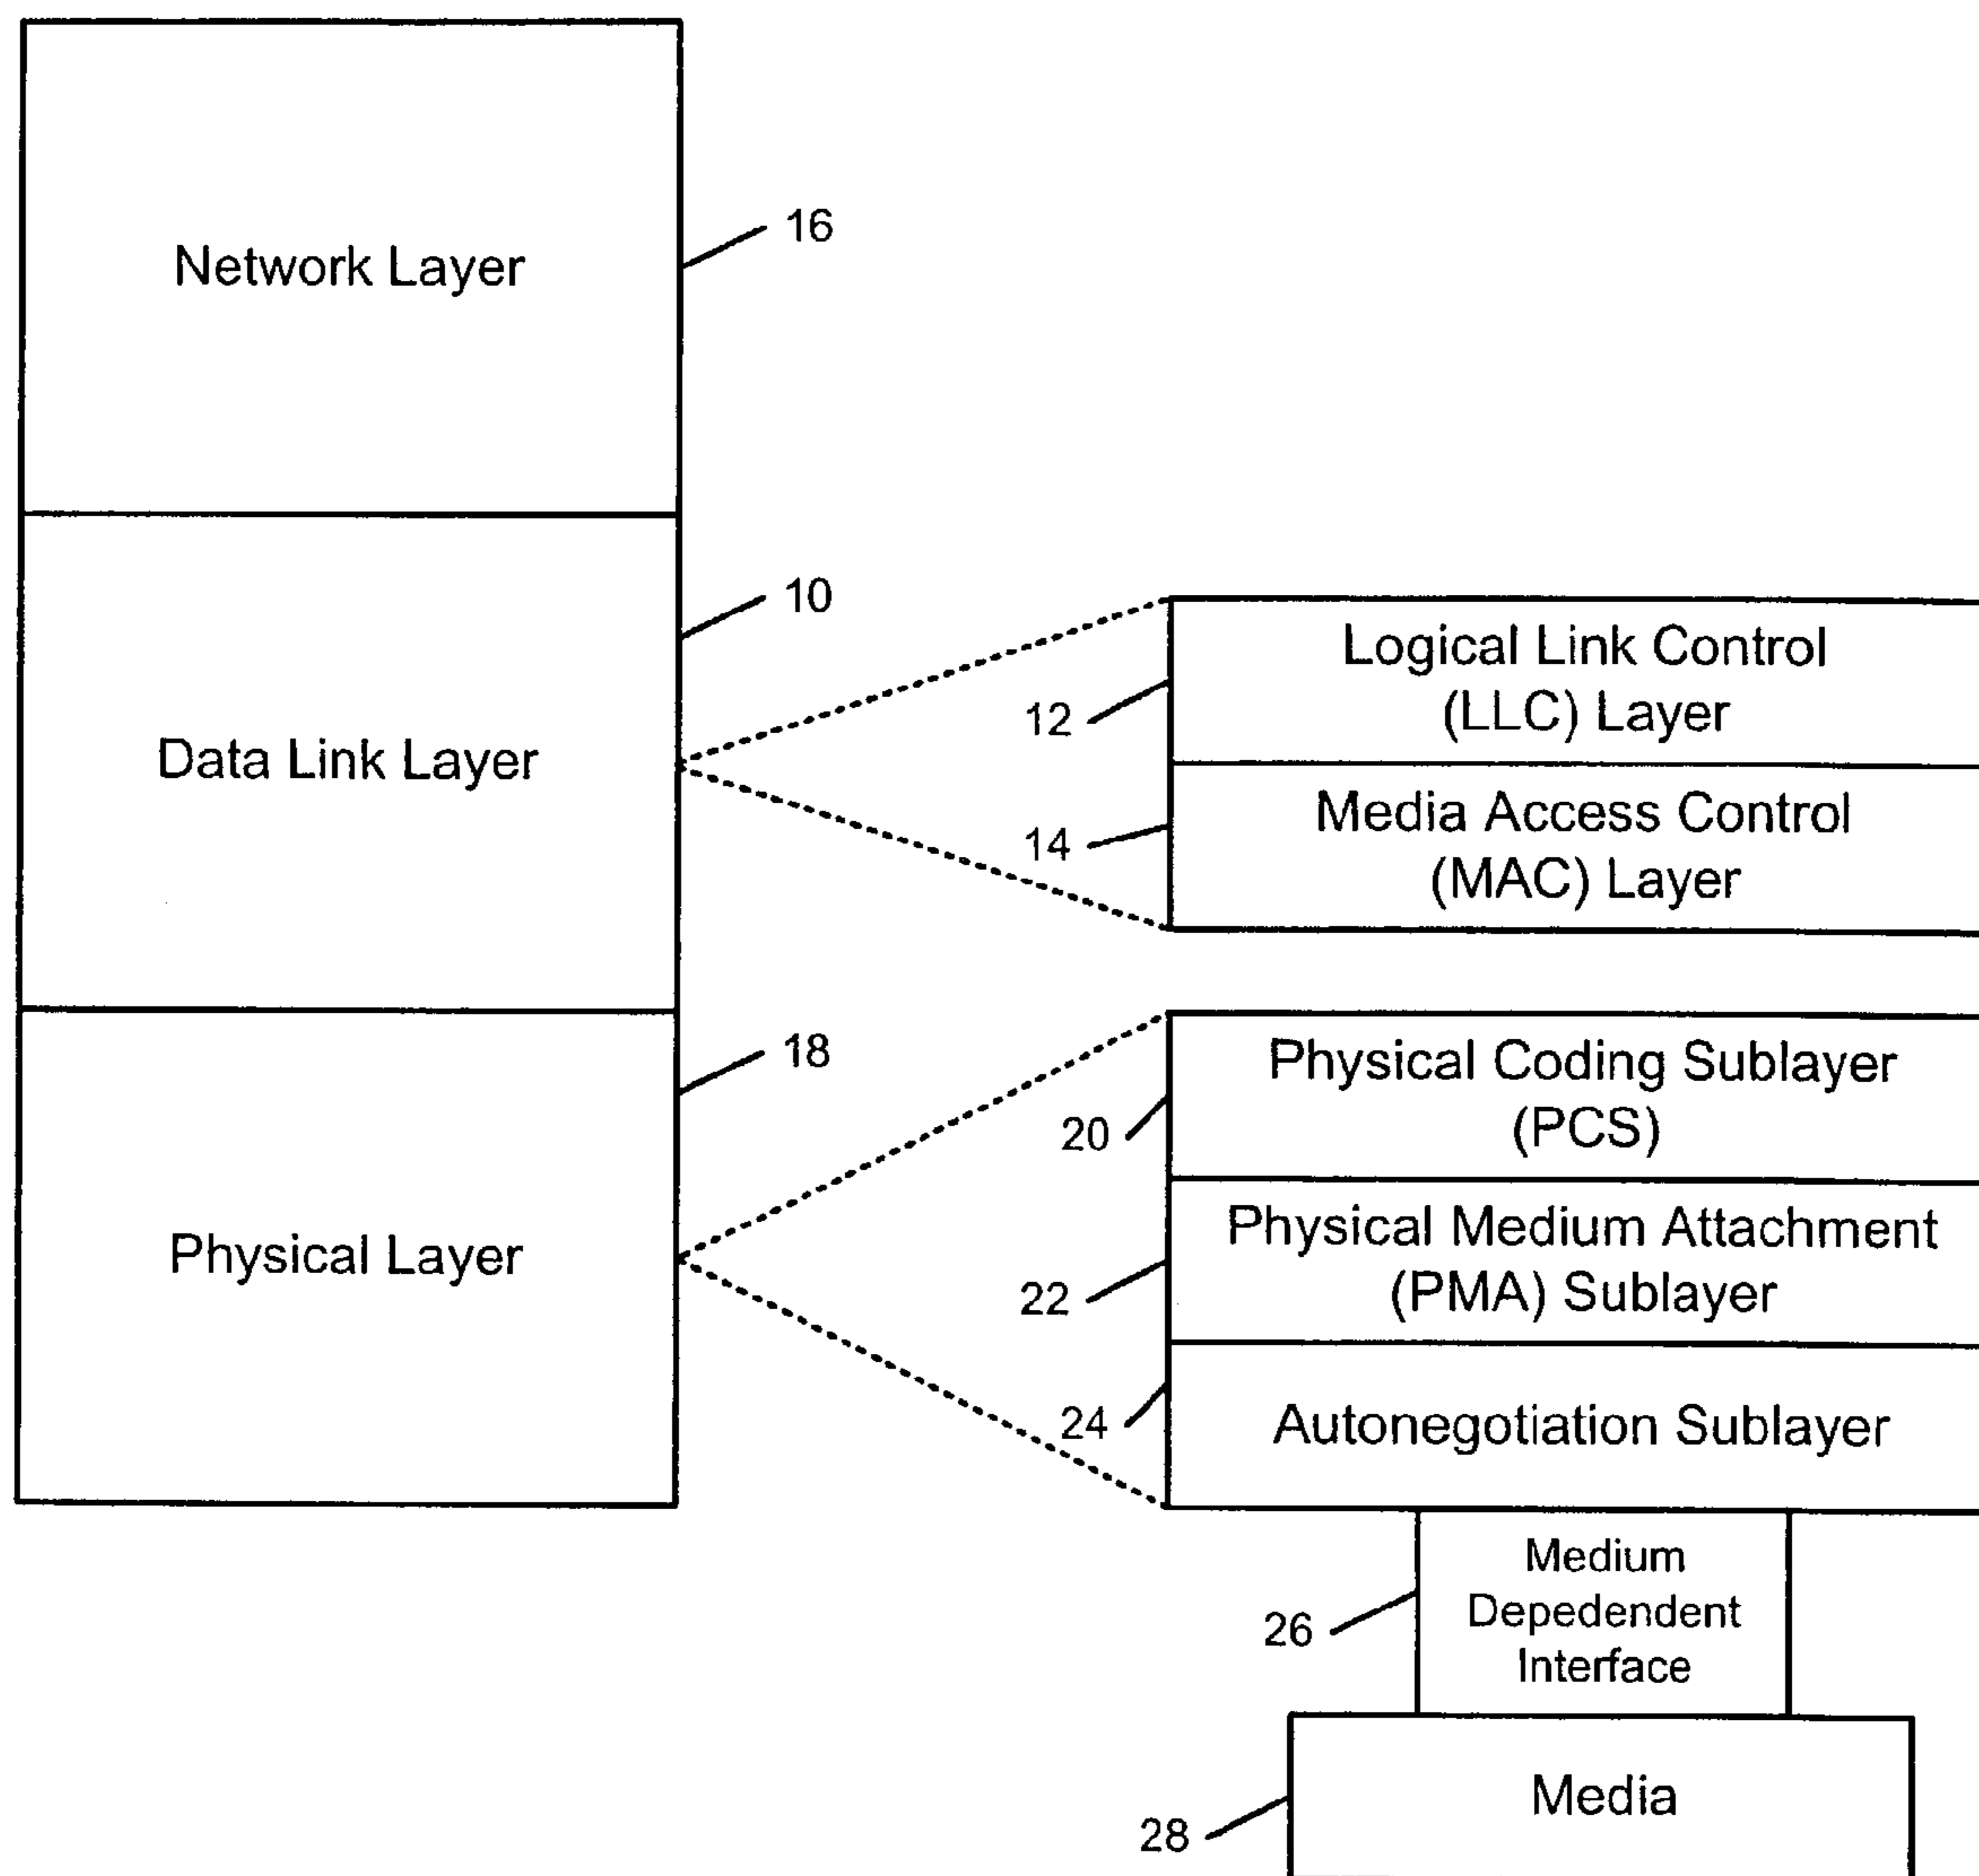 Network Layer
16
Data Link Layer
10
Logical Link Control
(LLC) Layer
12
Media Access Control
(MAC) Layer
14
Physical Layer
18
Physical Coding Sublayer
(PCS)
20
Physical Medium Attachment
(PMA) Sublayer
22
Autonegotiation Sublayer
24
Medium
Depedendent
Interface
26
Media
28